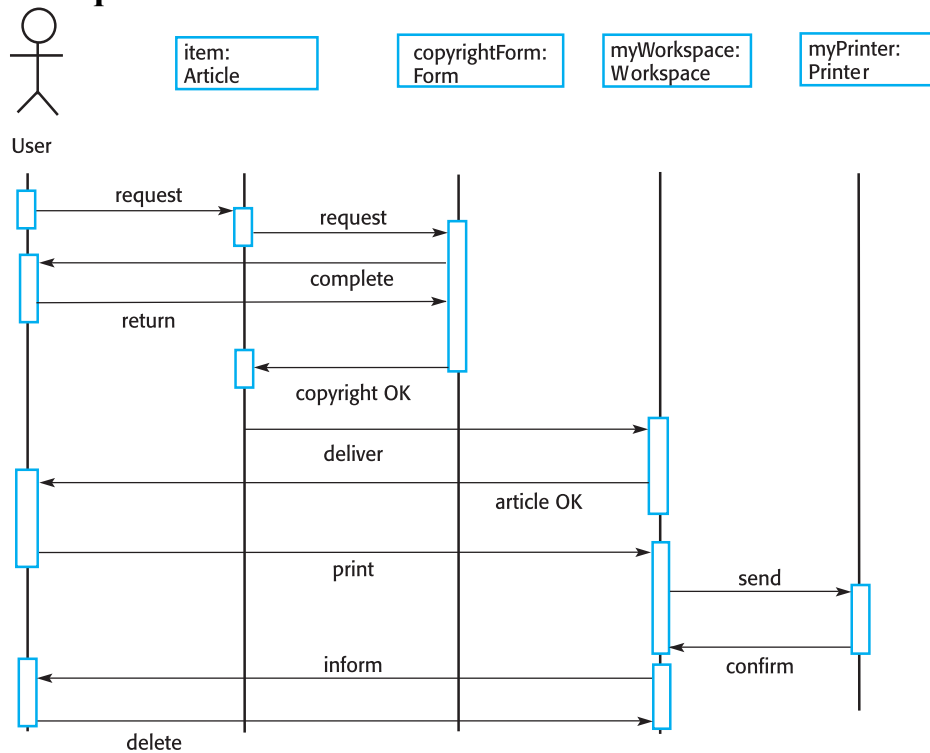 item:
Article
copyrightForm:
Form
myWorkspace:
Workspace
myPrinter:
Printer
User
request
request
complete
return
copyright OK
deliver
article OK
print
send
confirm
inform
delete